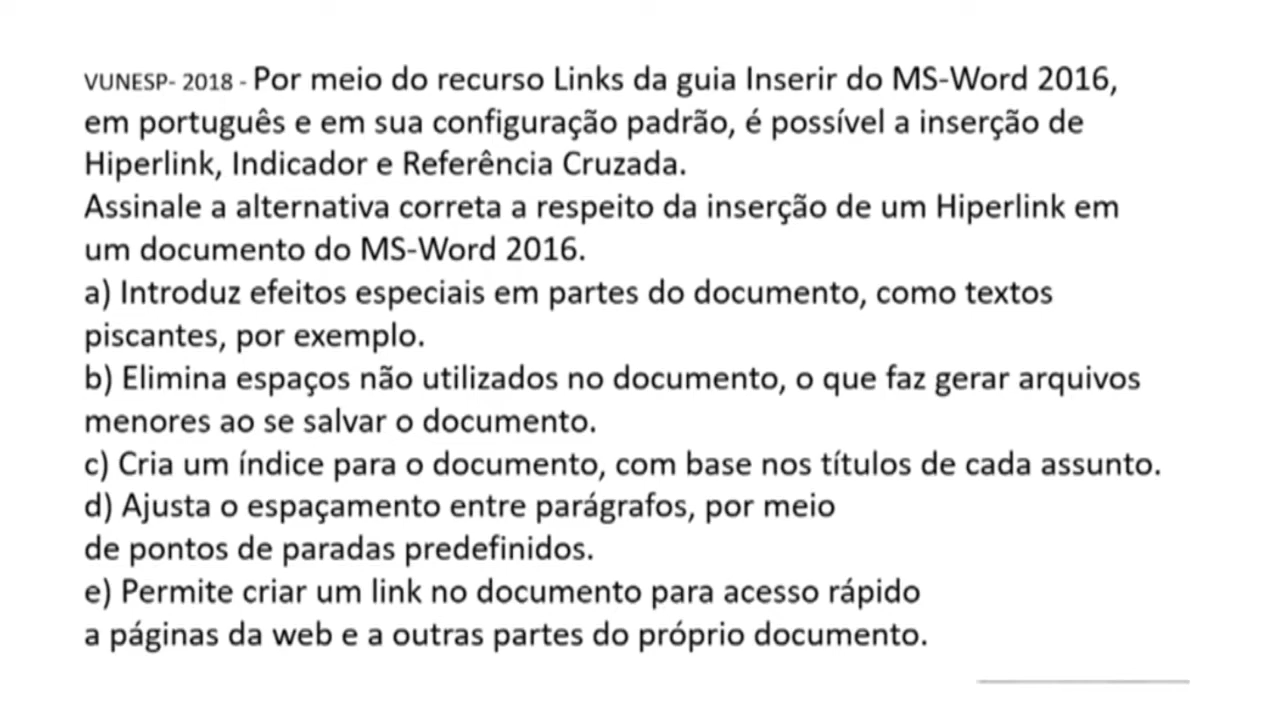 VUNESP- 2018 - Por meio do recurso Links da guia Inserir do MS-Word 2016,
em português e em sua configuração padrão, é possível a inserção de
Hiperlink, Indicador e Referência Cruzada.
Assinale a alternativa correta a respeito da inserção de um Hiperlink em
um documento do MS-Word 2016.
a) Introduz efeitos especiais em partes do documento, como textos
piscantes, por exemplo.
b) Elimina espaços não utilizados no documento, o que faz gerar arquivos
menores ao se salvar o documento.
c) Cria um índice para o documento, com base nos títulos de cada assunto.
d) Ajusta o espaçamento entre parágrafos, por meio
de pontos de paradas predefinidos.
e) Permite criar um link no documento para acesso rápido
a páginas da web e a outras partes do próprio documento.